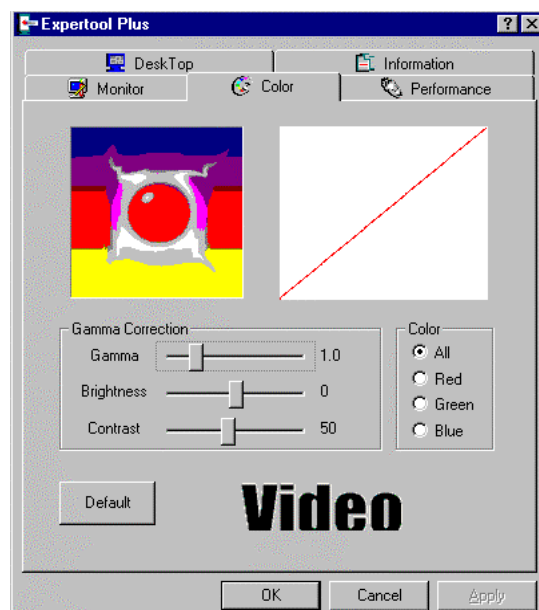 Expertool Plus
DeskTop
Information
Monitor
Color
Performance
Gamma Correction
Gamma 1.0
Brightness 0
Contrast 50
Color
All
Red
Green
Blue
Default
Video
OK
Cancel
Apply